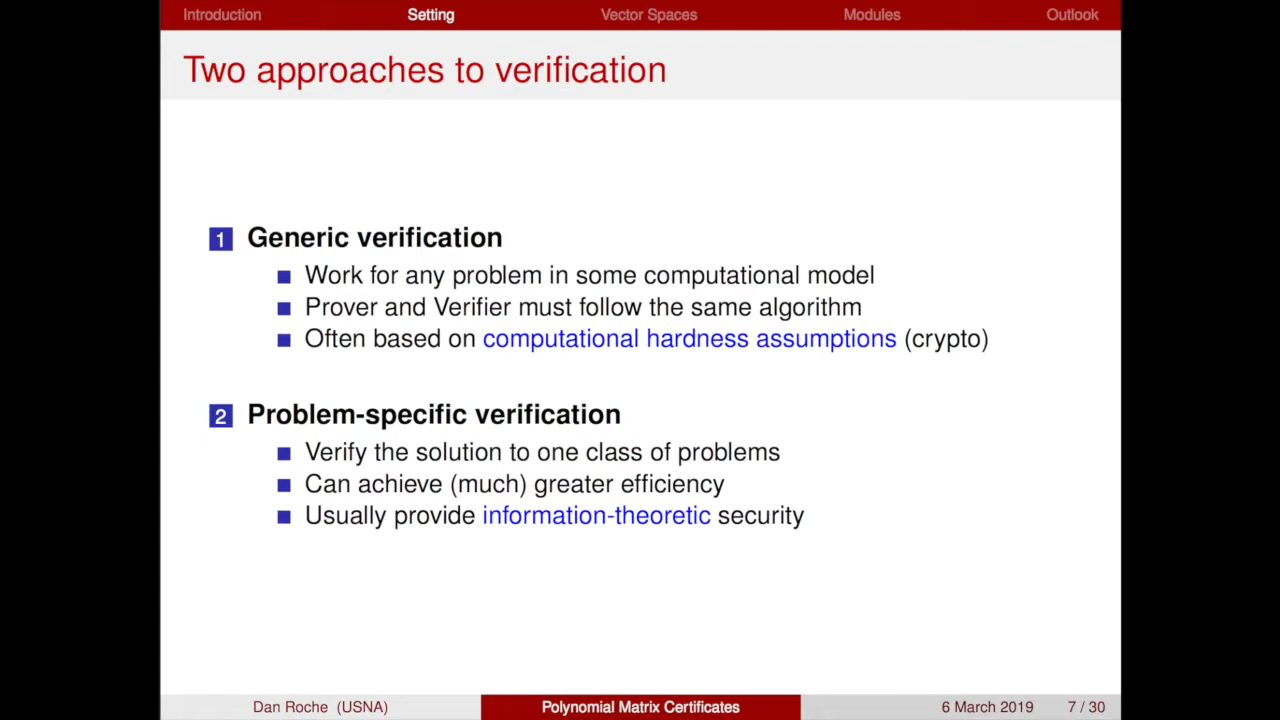 Introduction Setting Vector Spaces Modules Outlook
Two approaches to verification
1 Generic verification
Work for any problem in some computational model
Prover and Verifier must follow the same algorithm
Often based on computational hardness assumptions (crypto)
2 Problem-specific verification
Verify the solution to one class of problems
Can achieve (much) greater efficiency
Usually provide information-theoretic security
Dan Roche (USNA) Polynomial Matrix Certificates 6 March 2019 7 / 30